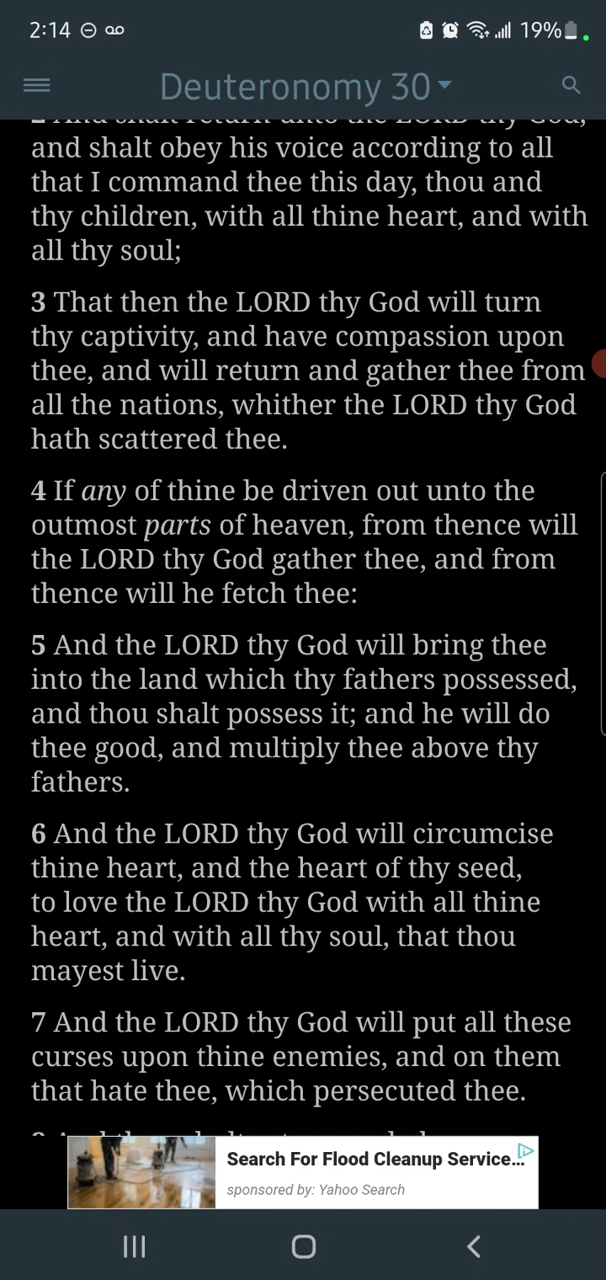 2:14 19%
Deuteronomy 30
2 And shalt return unto the LORD thy God,
and shalt obey his voice according to all
that I command thee this day, thou and
thy children, with all thine heart, and with
all thy soul;
3 That then the LORD thy God will turn
thy captivity, and have compassion upon
thee, and will return and gather thee from
all the nations, whither the LORD thy God
hath scattered thee.
4 If any of thine be driven out unto the
outmost parts of heaven, from thence will
the LORD thy God gather thee, and from
thence will he fetch thee:
5 And the LORD thy God will bring thee
into the land which thy fathers possessed,
and thou shalt possess it; and he will do
thee good, and multiply thee above thy
fathers.
6 And the LORD thy God will circumcise
thine heart, and the heart of thy seed,
to love the LORD thy God with all thine
heart, and with all thy soul, that thou
mayest live.
7 And the LORD thy God will put all these
curses upon thine enemies, and on them
that hate thee, which persecuted thee.
Search For Flood Cleanup Service...
sponsored by: Yahoo Search